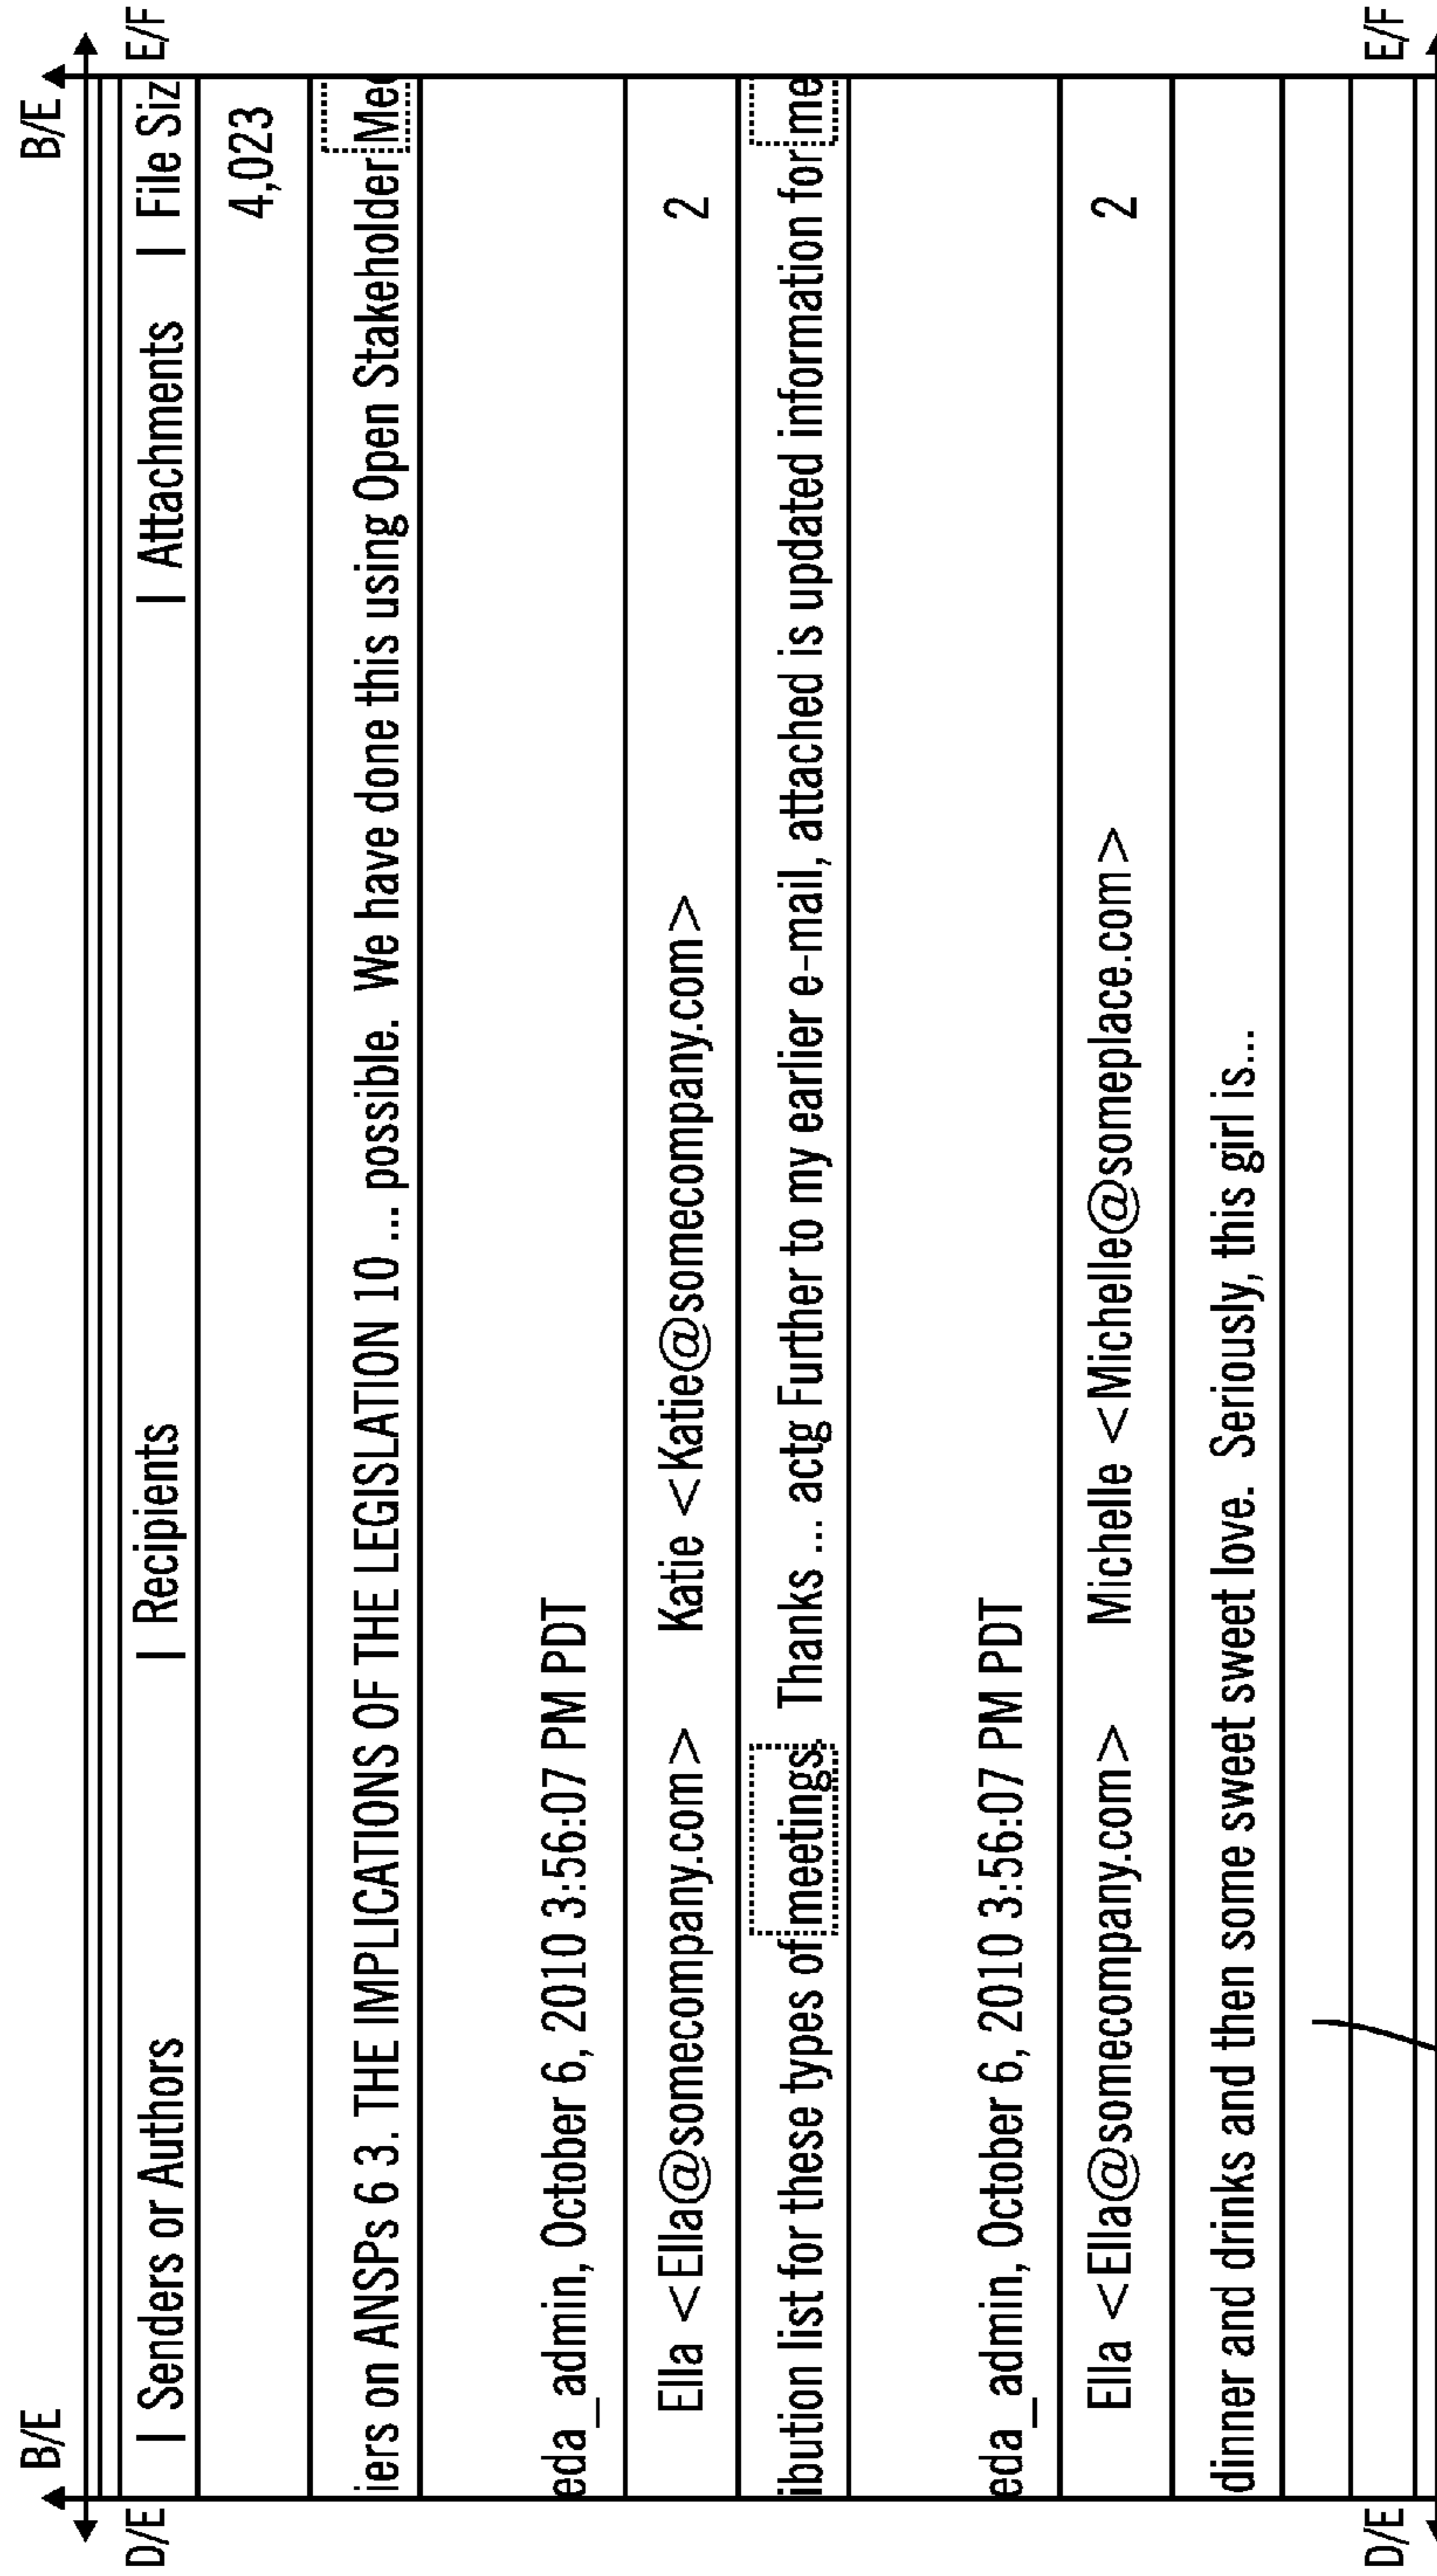 B/E B/E
D/E | Senders or Authors | Recipients | Attachments | File Siz E/F
4,023
iers on ANSPs 6 3. THE IMPLICATIONS OF THE LEGISLATION 10 ... possible. We have done this using Open Stakeholder Me
eda_admin, October 6, 2010 3:56:07 PM PDT
Ella <Ella@somecompany.com> Katie <Katie@somecompany.com> 2
ibution list for these types of meetings. Thanks ... actg Further to my earlier e-mail, attached is updated information for me
eda_admin, October 6, 2010 3:56:07 PM PDT
Ella <Ella@somecompany.com> Michelle <Michelle@someplace.com> 2
dinner and drinks and then some sweet sweet love. Seriously, this girl is...
D/E E/F